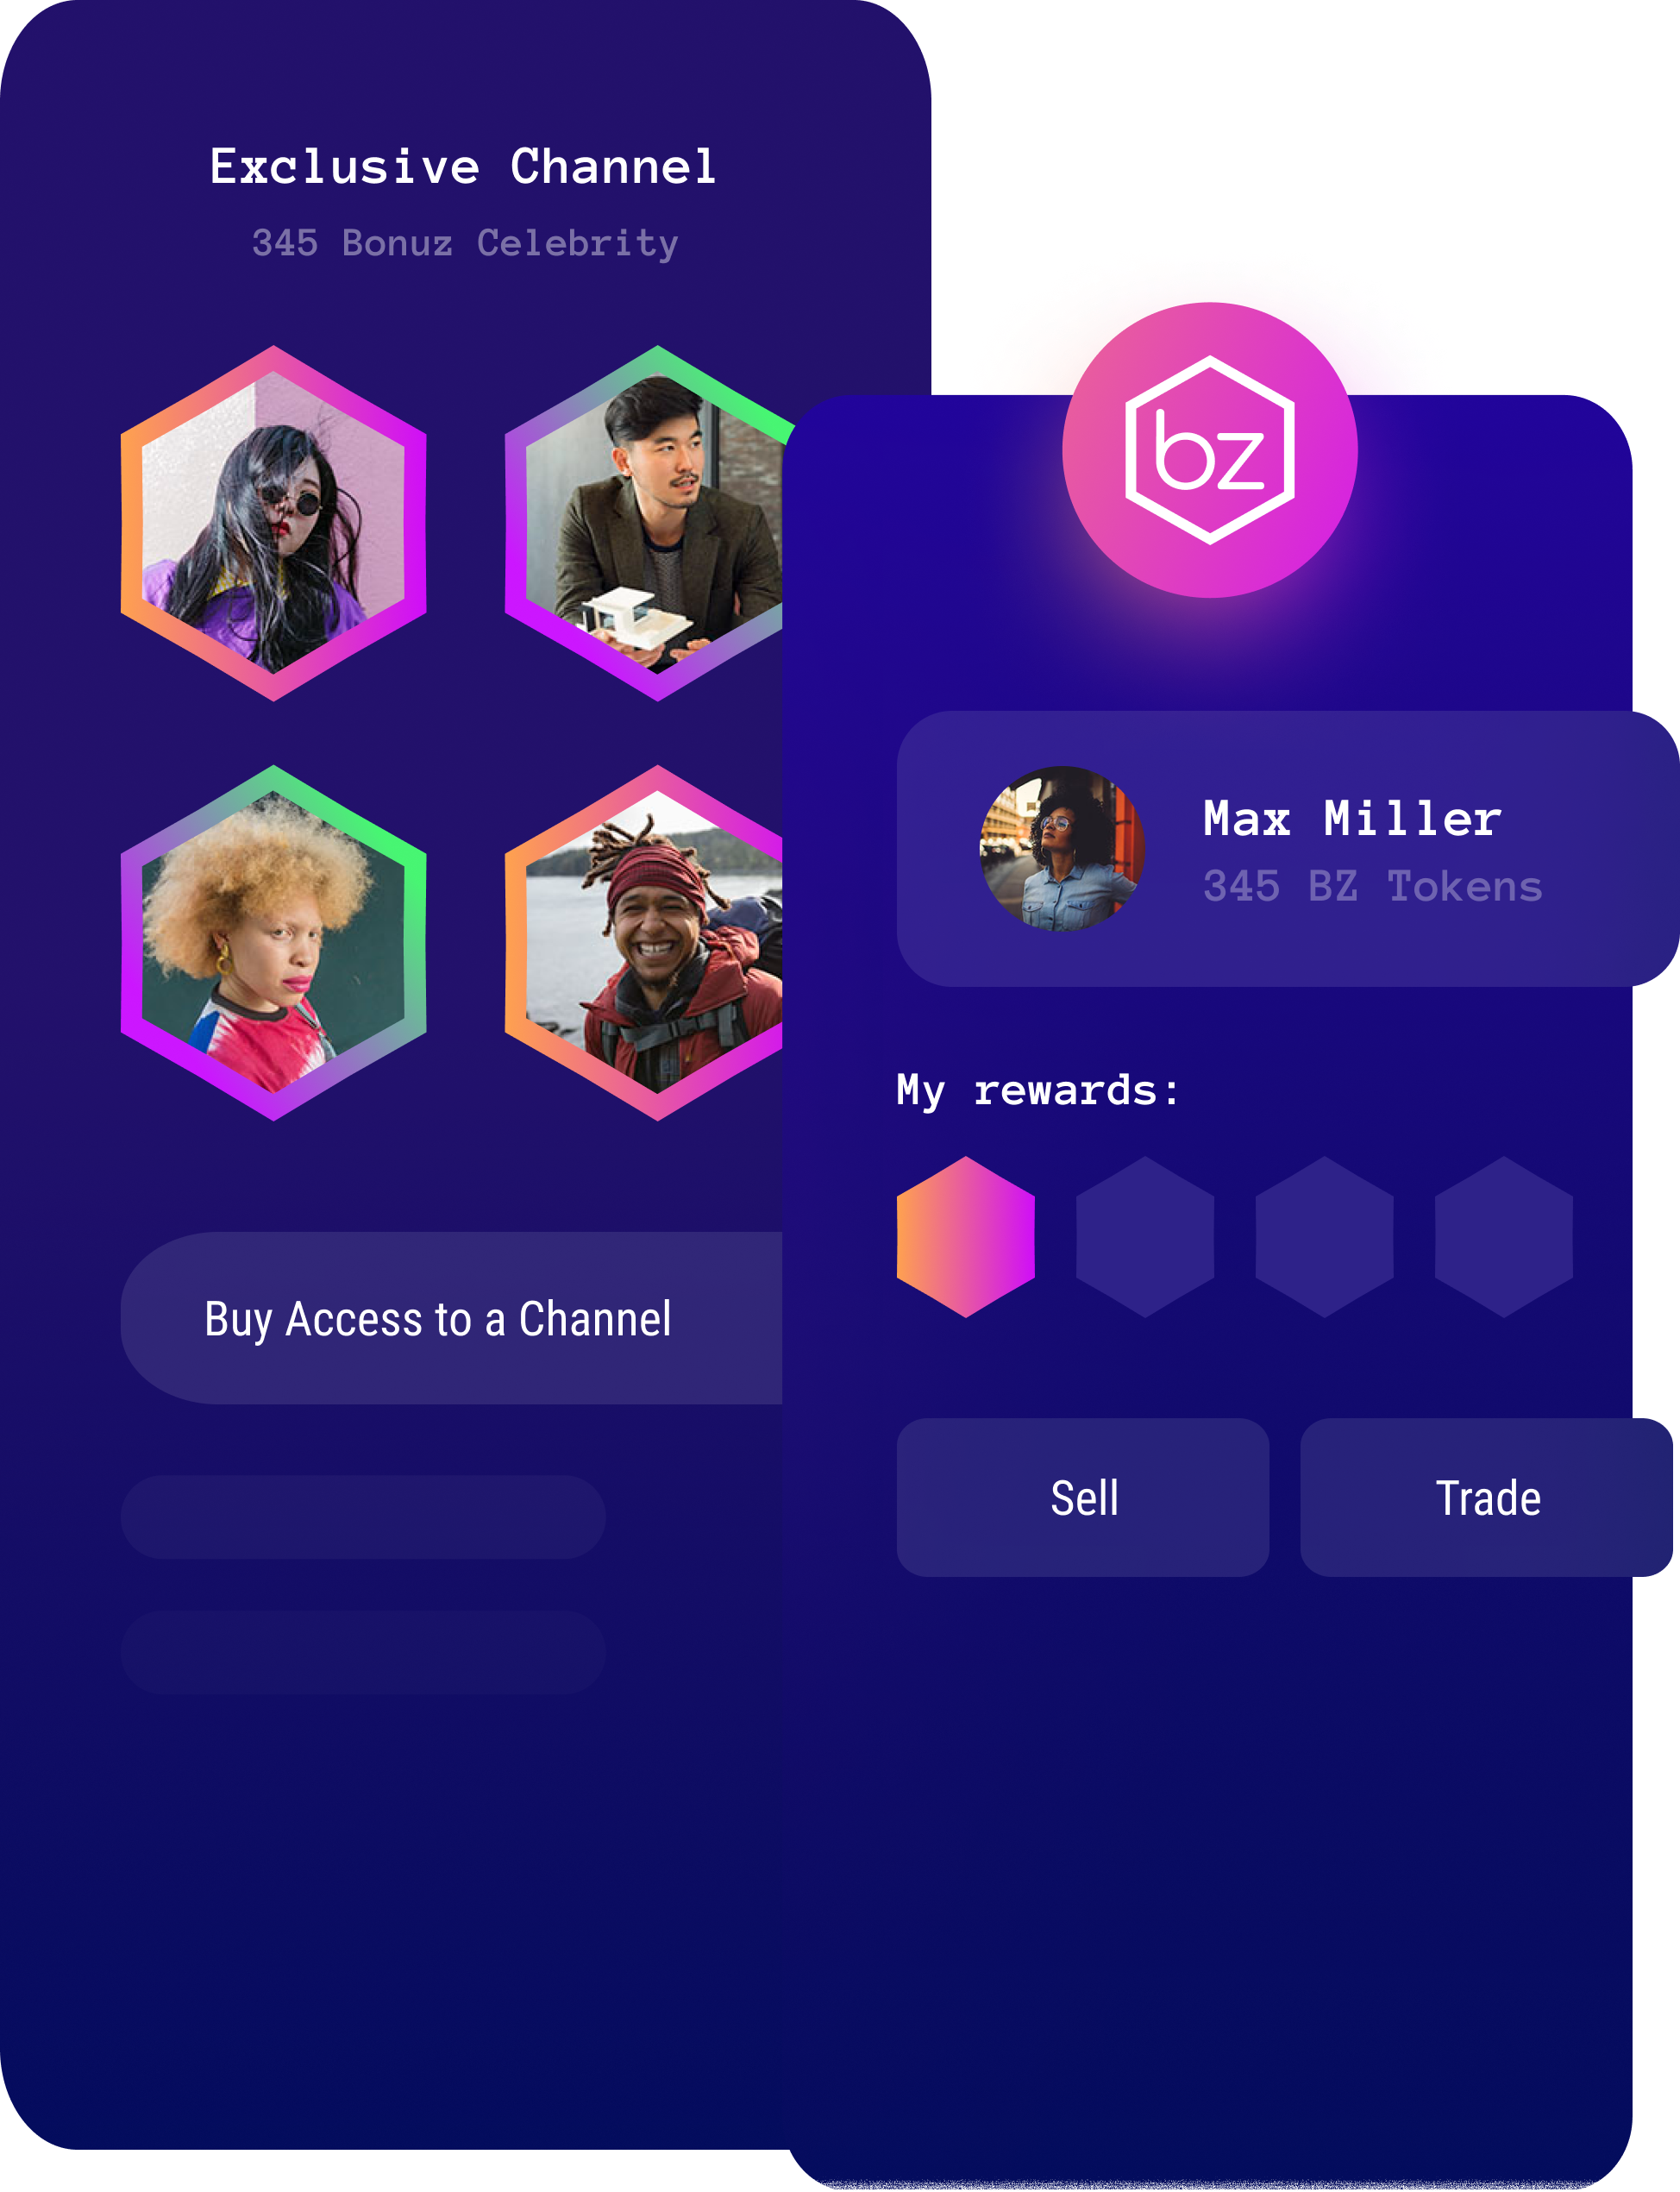 Exclusive Channel
345 Bonuz Celebrity
Buy Access to a Channel
bz
Max Miller
345 BZ Tokens
My rewards:
Sell
Trade